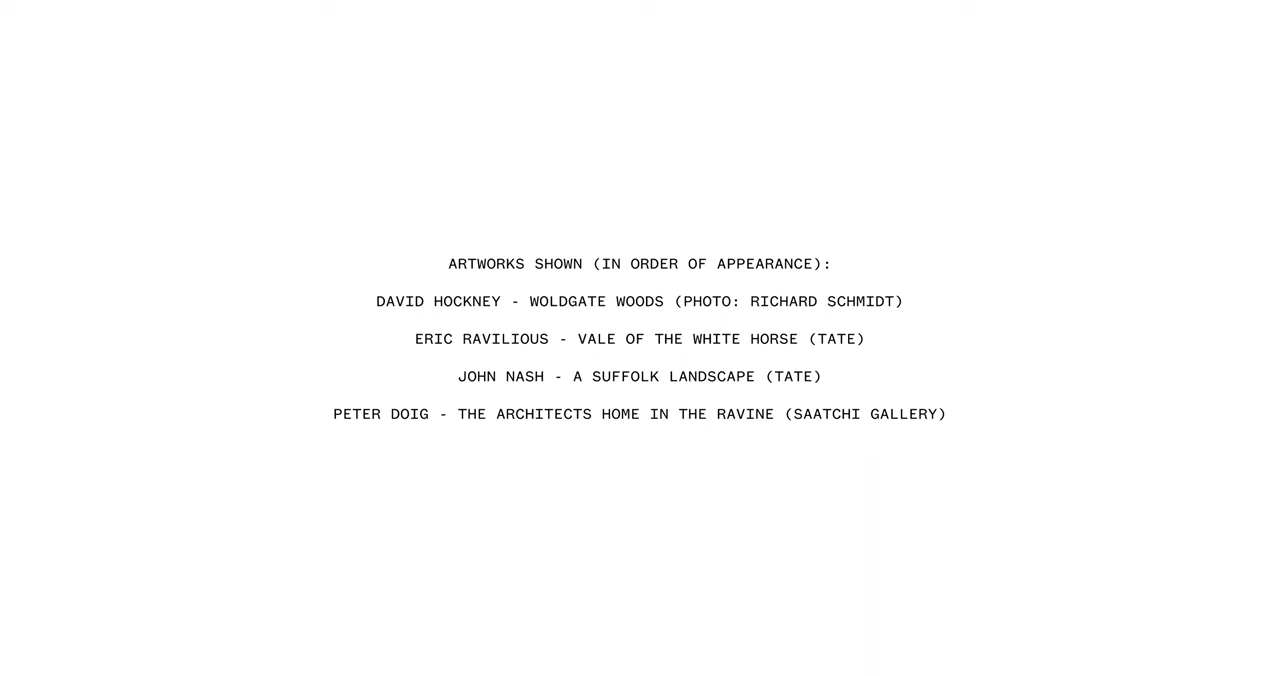 ARTWORKS SHOWN (IN ORDER OF APPEARANCE):
DAVID HOCKNEY - WOLDGATE WOODS (PHOTO: RICHARD SCHMIDT)
ERIC RAVILIOUS - VALE OF THE WHITE HORSE (TATE)
JOHN NASH - A SUFFOLK LANDSCAPE (TATE)
PETER DOIG - THE ARCHITECTS HOME IN THE RAVINE (SAATCHI GALLERY)